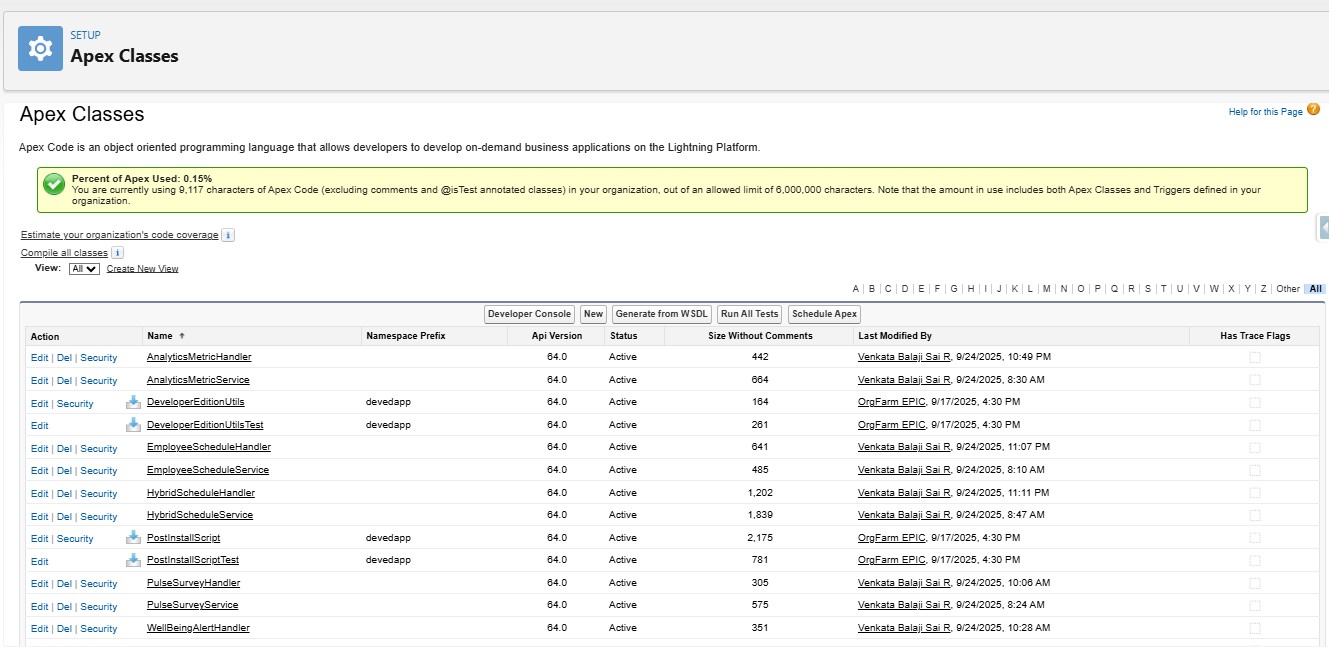 SETUP
Apex Classes
Apex Classes
Help for this Page ?
Apex Code is an object oriented programming language that allows developers to develop on-demand business applications on the Lightning Platform.
Percent of Apex Used: 0.15%
You are currently using 9,117 characters of Apex Code (excluding comments and @isTest annotated classes) in your organization, out of an allowed limit of 6,000,000 characters. Note that the amount in use includes both Apex Classes and Triggers defined in your
organization.
Estimate your organization's code coverage i
Compile all classes i
View: All Create New View
A | B | C | D | E | F | G | H | I | J | K | L | M | N | O | P | Q | R | S | T | U | V | W | X | Y | Z | Other All
Developer Console New Generate from WSDL Run All Tests Schedule Apex
Action Name ↑ Namespace Prefix Api Version Status Size Without Comments Last Modified By Has Trace Flags
Edit | Del | Security AnalyticsMetricHandler 64.0 Active 442 Venkata Balaji Sai R, 9/24/2025, 10:49 PM
Edit | Del | Security AnalyticsMetricService 64.0 Active 664 Venkata Balaji Sai R, 9/24/2025, 8:30 AM
Edit | Security DeveloperEditionUtils devedapp 64.0 Active 164 OrgFarm EPIC, 9/17/2025, 4:30 PM
Edit DeveloperEditionUtilsTest devedapp 64.0 Active 261 OrgFarm EPIC, 9/17/2025, 4:30 PM
Edit | Del | Security EmployeeScheduleHandler 64.0 Active 641 Venkata Balaji Sai R, 9/24/2025, 11:07 PM
Edit | Del | Security EmployeeScheduleService 64.0 Active 485 Venkata Balaji Sai R, 9/24/2025, 8:10 AM
Edit | Del | Security HybridScheduleHandler 64.0 Active 1,202 Venkata Balaji Sai R, 9/24/2025, 11:11 PM
Edit | Del | Security HybridScheduleService 64.0 Active 1,839 Venkata Balaji Sai R, 9/24/2025, 8:47 AM
Edit | Security PostInstallScript devedapp 64.0 Active 2,175 OrgFarm EPIC, 9/17/2025, 4:30 PM
Edit PostInstallScriptTest devedapp 64.0 Active 781 OrgFarm EPIC, 9/17/2025, 4:30 PM
Edit | Del | Security PulseSurveyHandler 64.0 Active 305 Venkata Balaji Sai R, 9/24/2025, 10:06 AM
Edit | Del | Security PulseSurveyService 64.0 Active 575 Venkata Balaji Sai R, 9/24/2025, 8:24 AM
Edit | Del | Security WellBeingAlertHandler 64.0 Active 351 Venkata Balaji Sai R, 9/24/2025, 10:28 AM